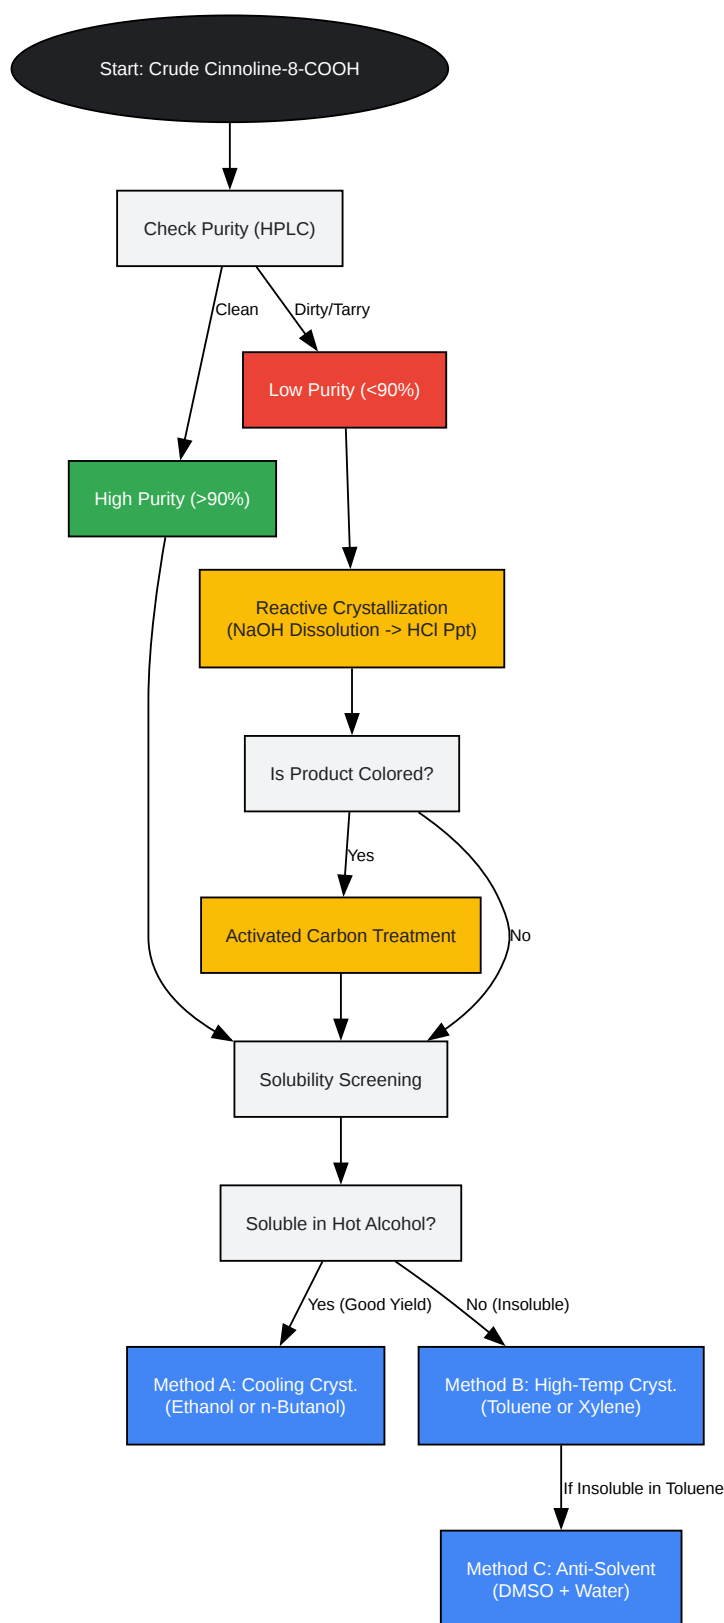 Start: Crude Cinnoline-8-COOH
Check Purity (HPLC)
Clean
Dirty/Tarry
Low Purity (<90%)
High Purity (>90%)
Reactive Crystallization
(NaOH Dissolution -> HCl Ppt)
Is Product Colored?
Yes
Activated Carbon Treatment
No
Solubility Screening
Soluble in Hot Alcohol?
Yes (Good Yield)
No (Insoluble)
Method A: Cooling Cryst.
(Ethanol or n-Butanol)
Method B: High-Temp Cryst.
(Toluene or Xylene)
If Insoluble in Toluene
Method C: Anti-Solvent
(DMSO + Water)